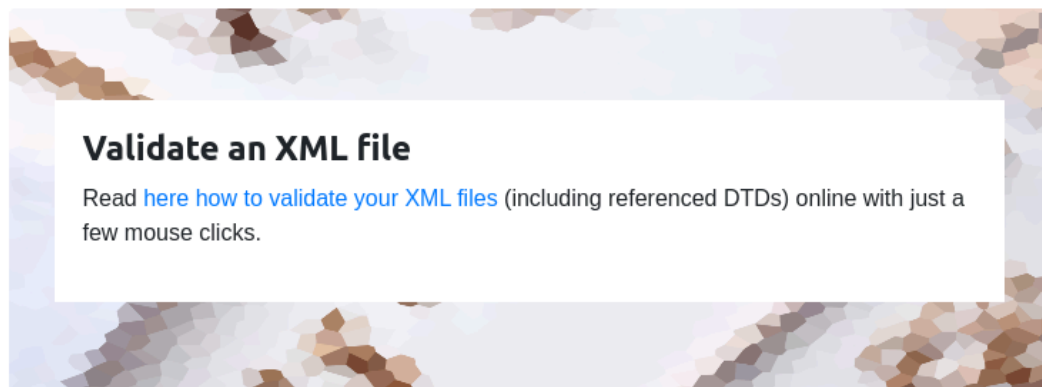 Validate an XML file
Read here how to validate your XML files (including referenced DTDs) online with just a
few mouse clicks.